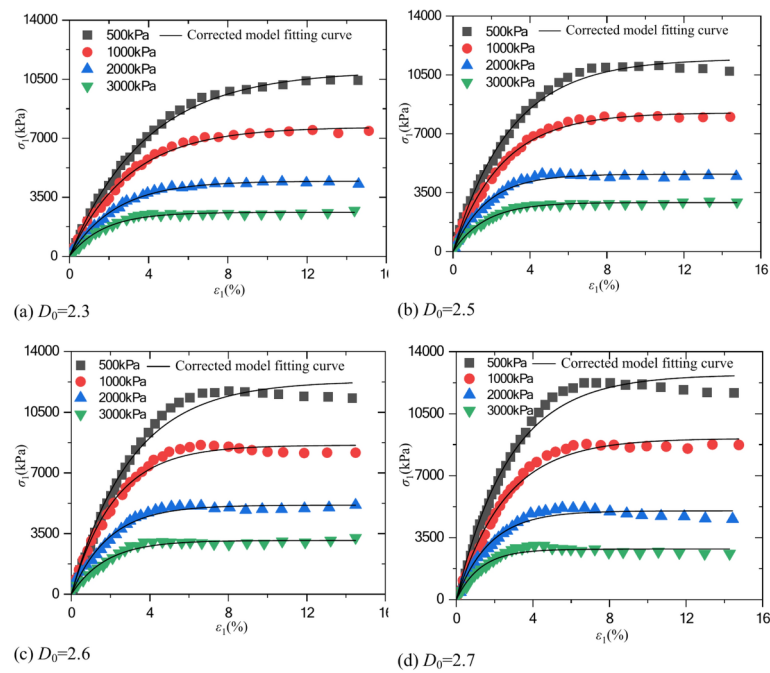 14000
10500
7000
3500
0
σ₁(kPa)
500kPa
Corrected model fitting curve
1000kPa
2000kPa
3000kPa
0 4 8 12 16
ε₁(%)
(a) D₀=2.3
14000
10500
7000
3500
0
σ₁(kPa)
500kPa
Corrected model fitting curve
1000kPa
2000kPa
3000kPa
0 4 8 12 16
ε₁(%)
(b) D₀=2.5
14000
10500
7000
3500
0
σ₁(kPa)
500kPa
Corrected model fitting curve
1000kPa
2000kPa
3000kPa
0 4 8 12 16
ε₁(%)
(c) D₀=2.6
14000
10500
7000
3500
0
σ₁(kPa)
500kPa
Corrected model fitting curve
1000kPa
2000kPa
3000kPa
0 4 8 12 16
ε₁(%)
(d) D₀=2.7